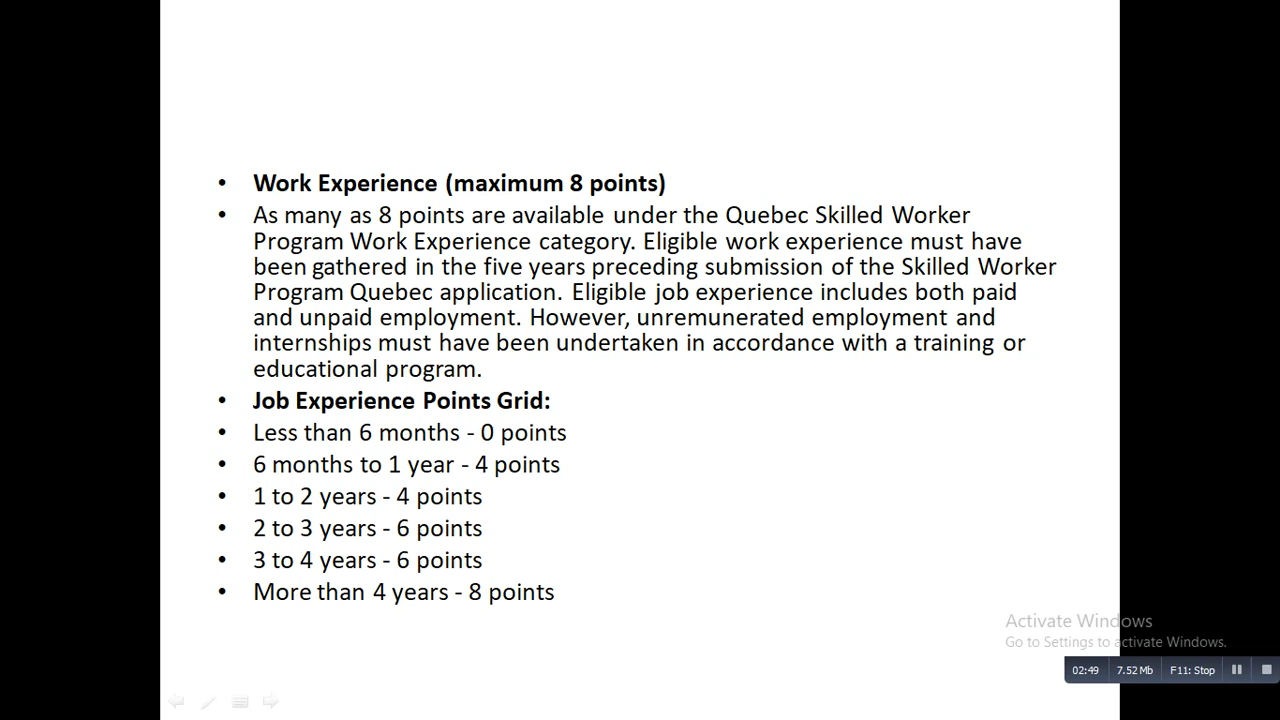 • Work Experience (maximum 8 points)
• As many as 8 points are available under the Quebec Skilled Worker
Program Work Experience category. Eligible work experience must have
been gathered in the five years preceding submission of the Skilled Worker
Program Quebec application. Eligible job experience includes both paid
and unpaid employment. However, unremunerated employment and
internships must have been undertaken in accordance with a training or
educational program.
• Job Experience Points Grid:
• Less than 6 months - 0 points
• 6 months to 1 year - 4 points
• 1 to 2 years - 4 points
• 2 to 3 years - 6 points
• 3 to 4 years - 6 points
• More than 4 years - 8 points
Activate Windows
Go to Settings to activate Windows.
02:49 7.52 Mb F11: Stop